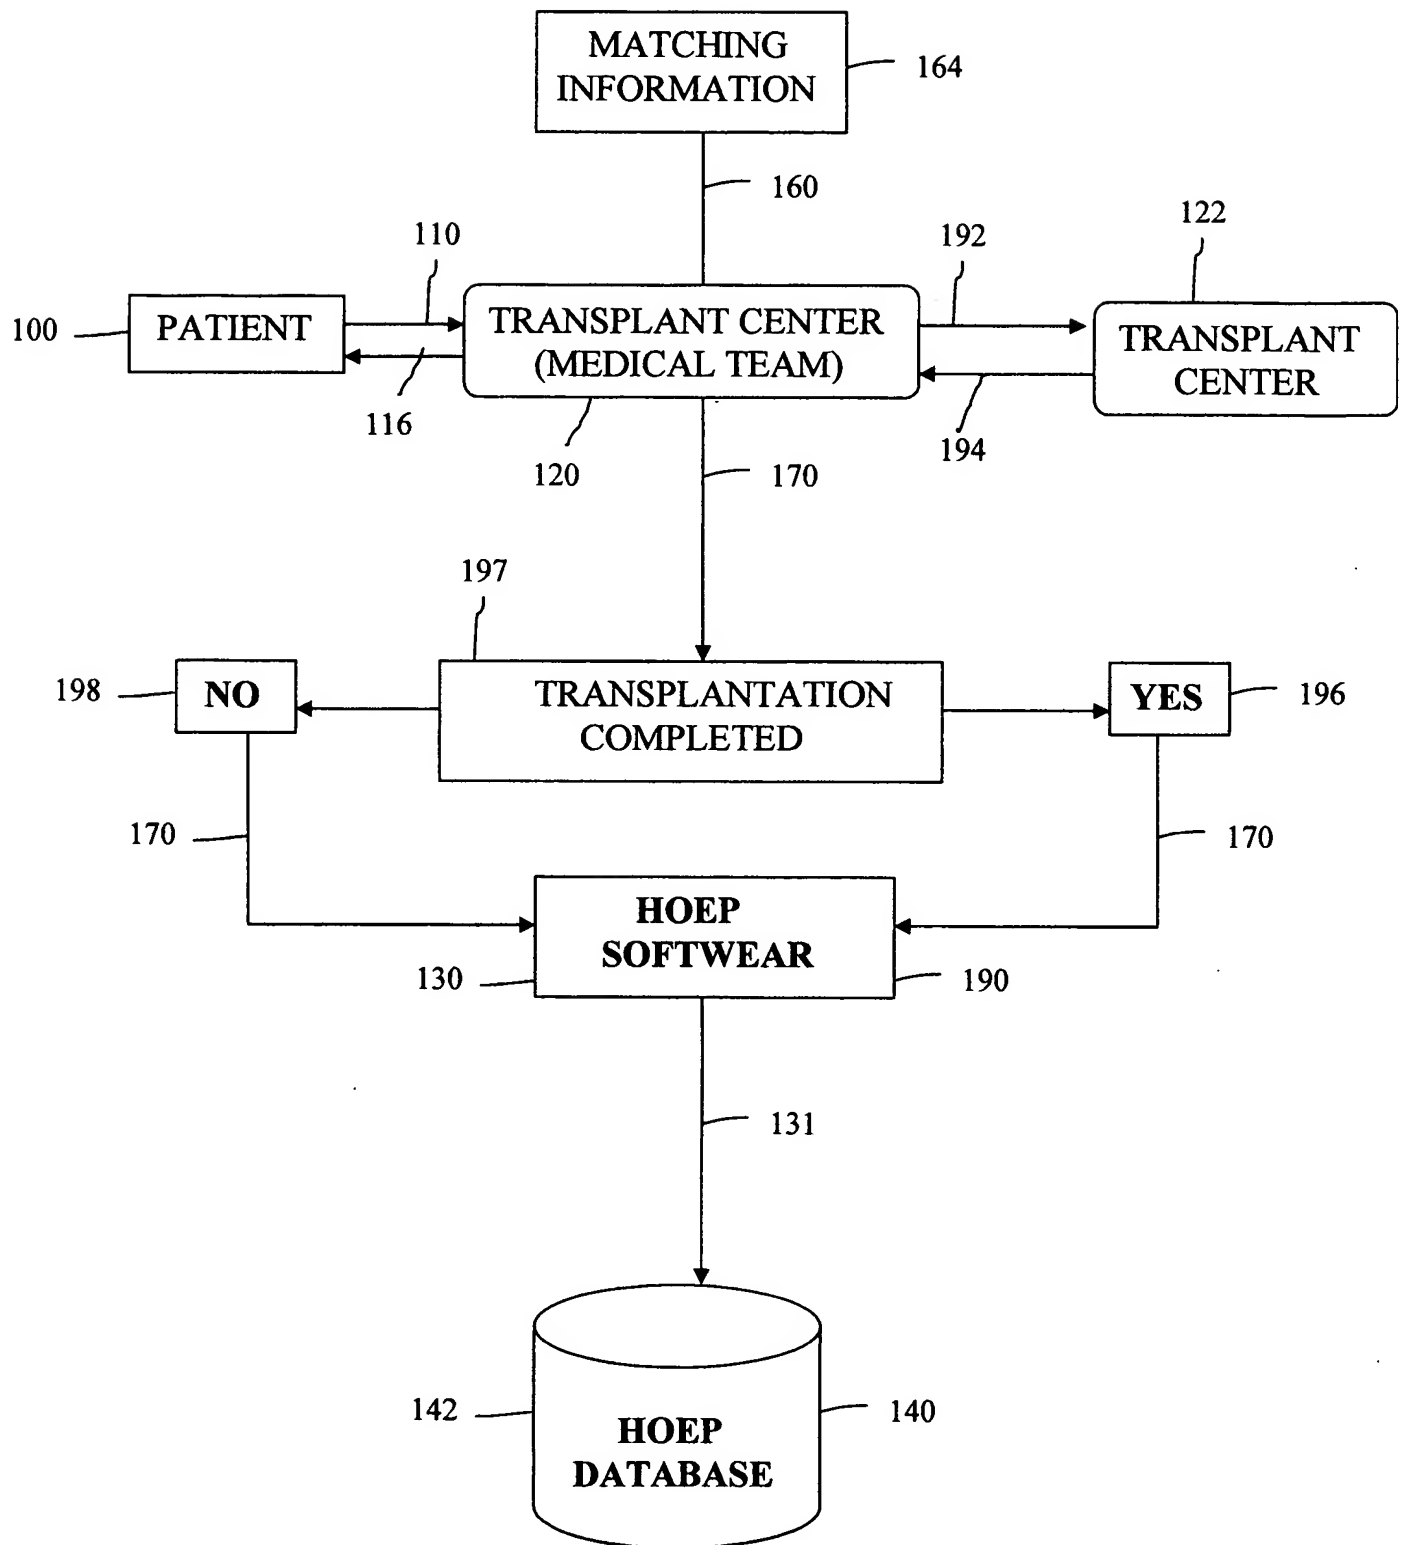 MATCHING
INFORMATION
164
160
110
192
122
100
PATIENT
TRANSPLANT CENTER
(MEDICAL TEAM)
TRANSPLANT
CENTER
116
120
170
194
197
198
NO
TRANSPLANTATION
COMPLETED
YES
196
170
170
HOEP
SOFTWEAR
130
190
131
142
HOEP
DATABASE
140